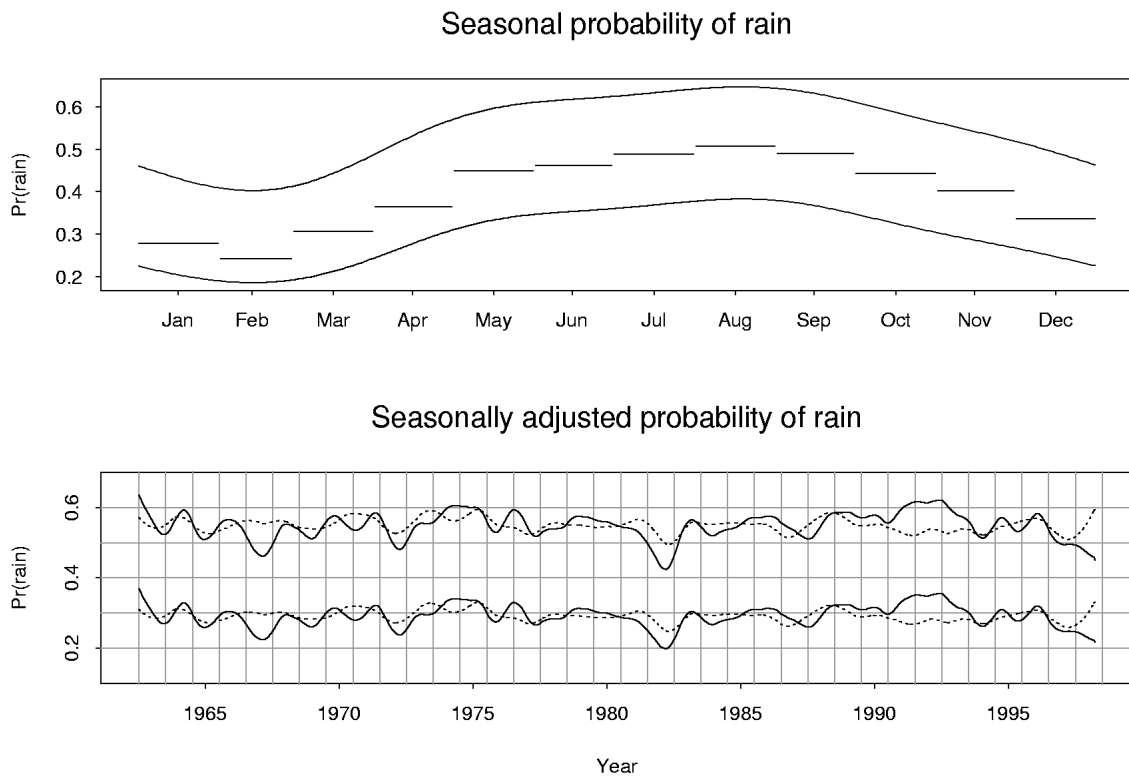 Seasonal probability of rain
Pr(rain)
0.6
0.5
0.4
0.3
0.2
Jan Feb Mar Apr May Jun Jul Aug Sep Oct Nov Dec
Seasonally adjusted probability of rain
Pr(rain)
0.6
0.4
0.2
1965 1970 1975 1980 1985 1990 1995
Year